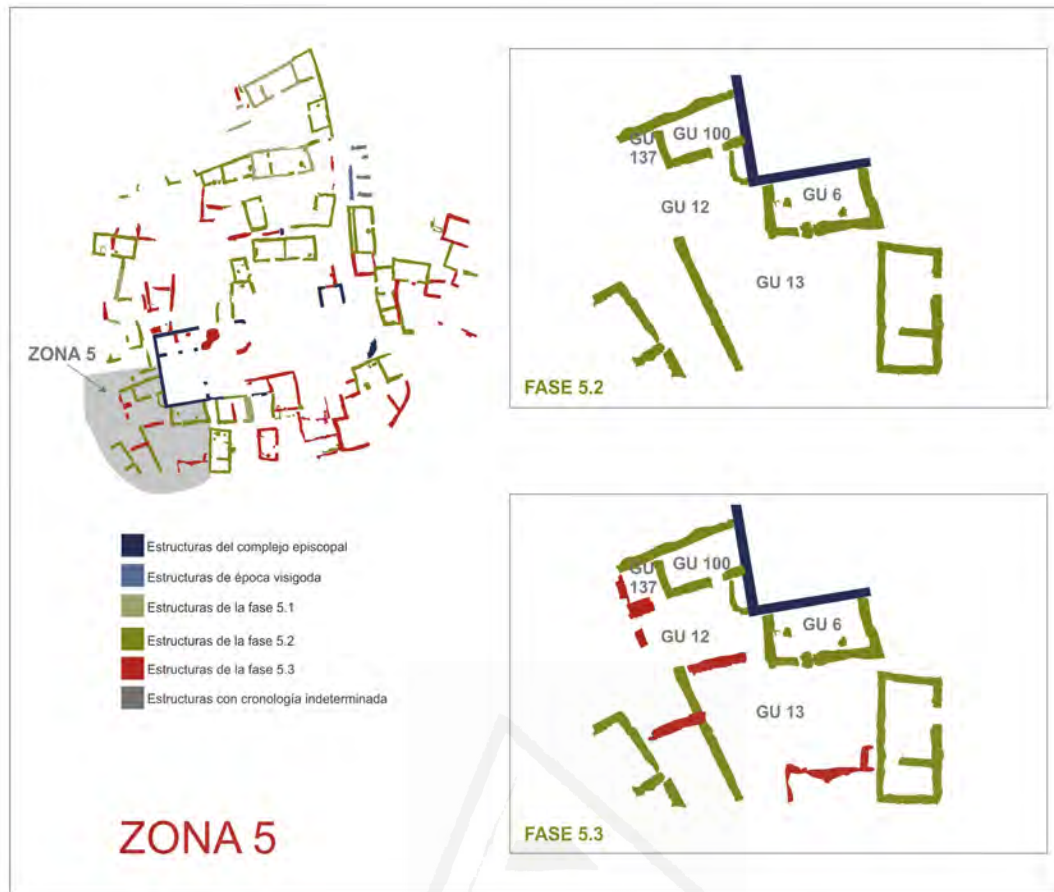 ZONA 5
Estructuras del complejo episcopal
Estructuras de época visigoda
Estructuras de la fase 5.1
Estructuras de la fase 5.2
Estructuras de la fase 5.3
Estructuras con cronología indeterminada
ZONA 5
GU 100
GU
137
GU 12
GU 6
GU 13
FASE 5.2
GU 100
GU
137
GU 12
GU 6
GU 13
FASE 5.3